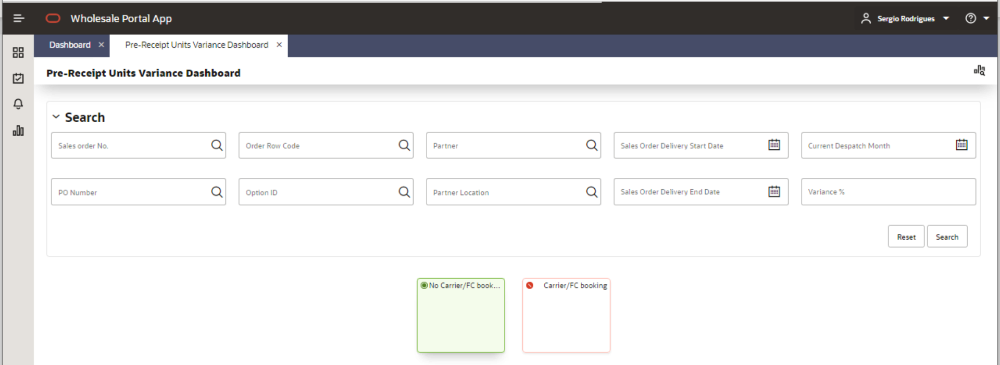 Wholesale Portal App
Sergio Rodrigues
Dashboard
Pre-Receipt Units Variance Dashboard
Pre-Receipt Units Variance Dashboard
Search
Sales order No.
Order Row Code
Partner
Sales Order Delivery Start Date
Current Despatch Month
PO Number
Option ID
Partner Location
Sales Order Delivery End Date
Variance %
Reset
Search
No Carrier/FC book...
Carrier/FC booking